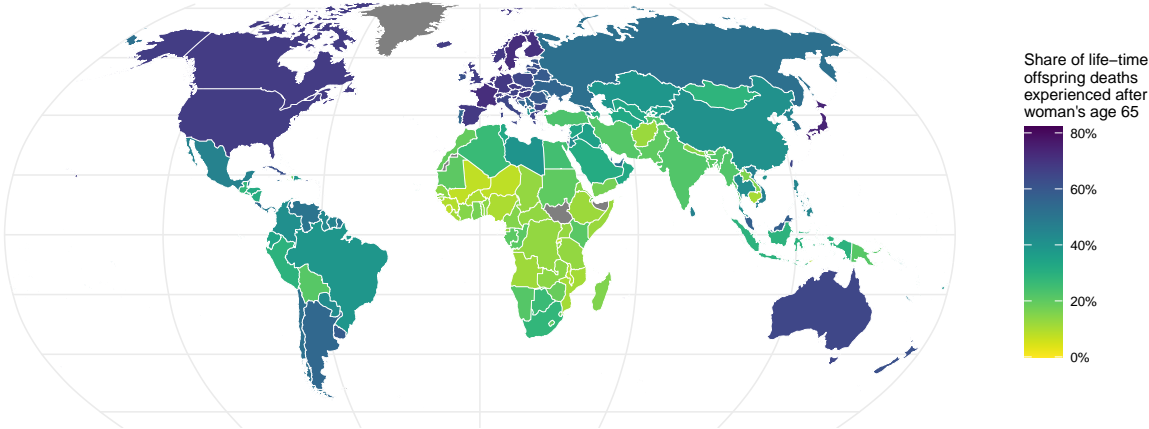 Share of life−time
offspring deaths
experienced after
woman's age 65
80%
60%
40%
20%
0%